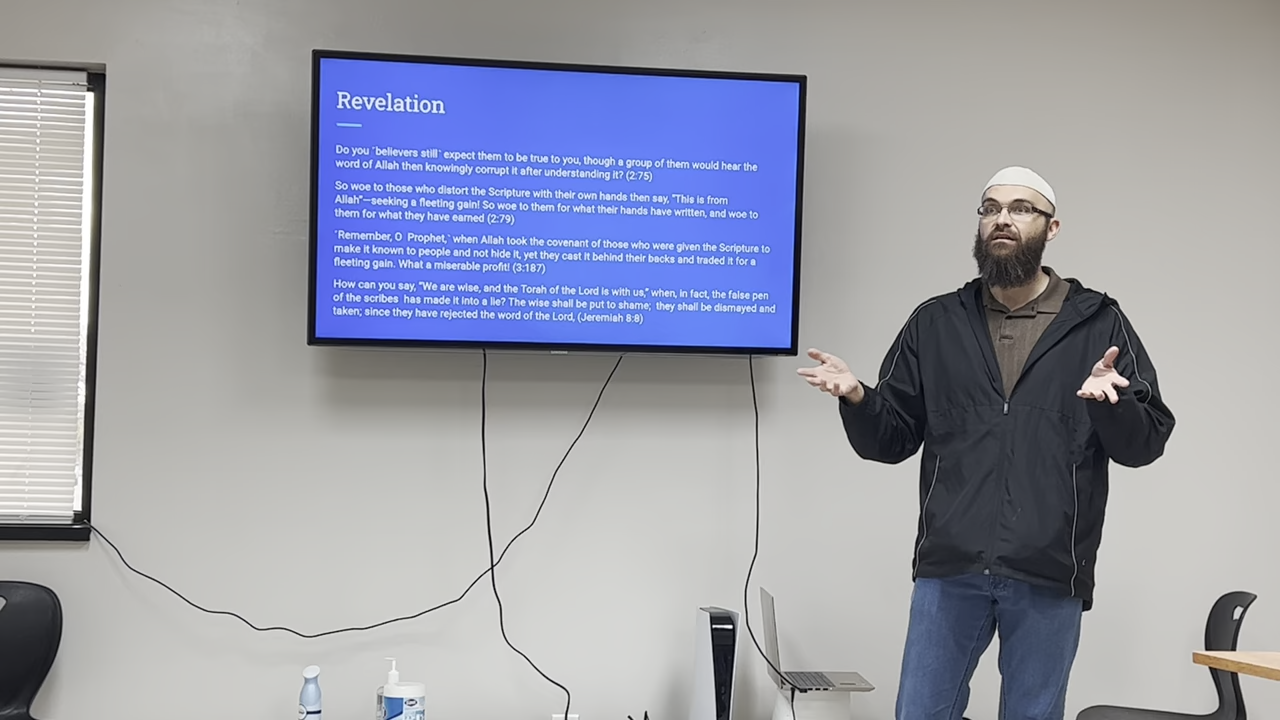 Revelation
Do you ˹believers still˺ expect them to be true to you, though a group of them would hear the
word of Allah then knowingly corrupt it after understanding it? (2:75)
So woe to those who distort the Scripture with their own hands then say, "This is from
Allah"—seeking a fleeting gain! So woe to them for what their hands have written, and woe to
them for what they have earned (2:79)
˹Remember, O Prophet,˺ when Allah took the covenant of those who were given the Scripture to
make it known to people and not hide it, yet they cast it behind their backs and traded it for a
fleeting gain. What a miserable profit! (3:187)
How can you say, "We are wise, and the Torah of the Lord is with us," when, in fact, the false pen
of the scribes has made it into a lie? The wise shall be put to shame; they shall be dismayed and
taken; since they have rejected the word of the Lord, (Jeremiah 8:8)